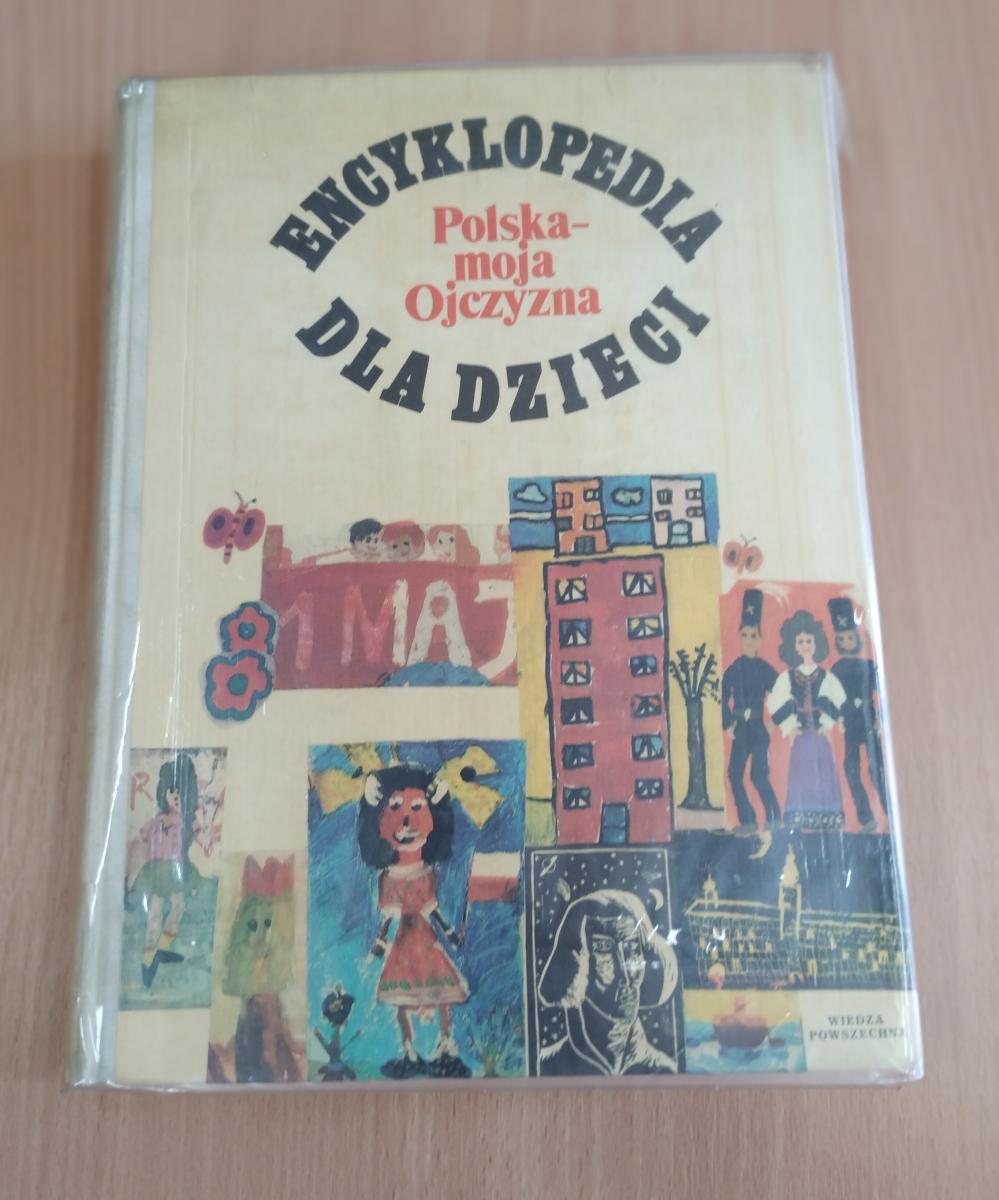 ENCYKLOPEDIA
Polska-
moja
Ojczyzna
DLA DZIECI
1 MAJ
WIEDZA
POWSZECHNA